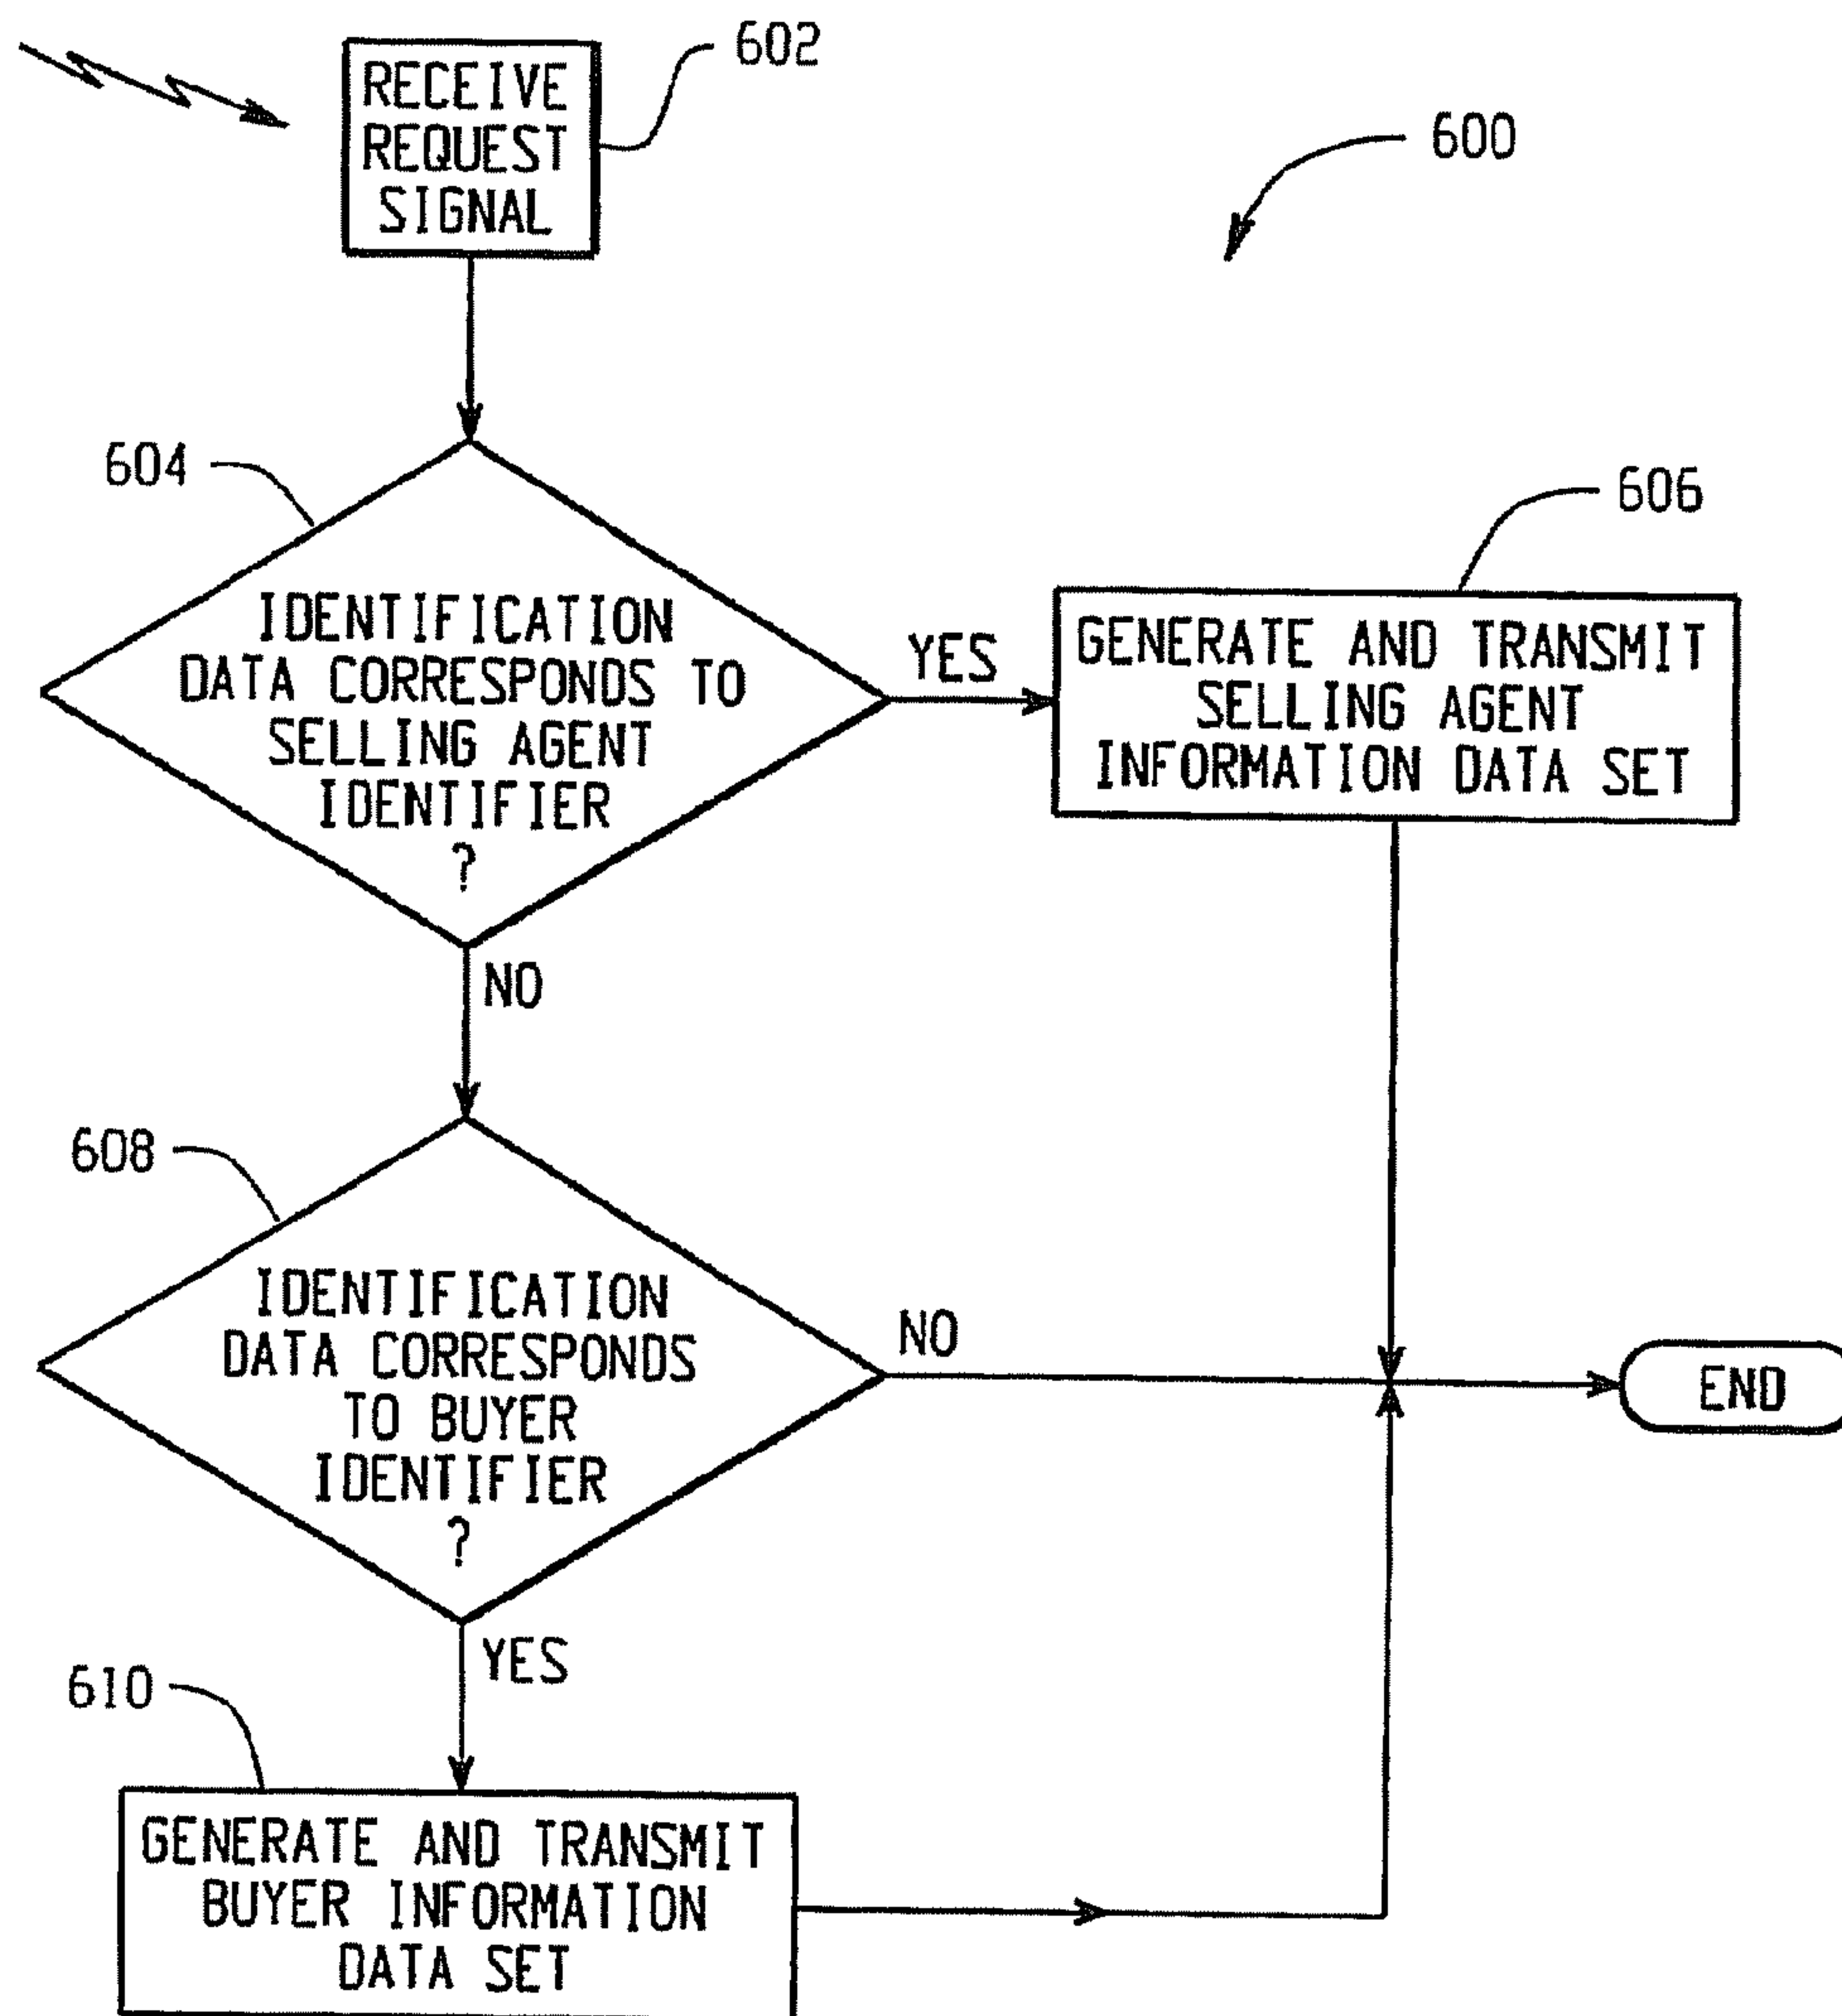 602
RECEIVE
REQUEST
SIGNAL
600
604
606
IDENTIFICATION
DATA CORRESPONDS TO
SELLING AGENT
IDENTIFIER
?
YES
GENERATE AND TRANSMIT
SELLING AGENT
INFORMATION DATA SET
NO
608
IDENTIFICATION
DATA CORRESPONDS
TO BUYER
IDENTIFIER
?
NO
END
YES
610
GENERATE AND TRANSMIT
BUYER INFORMATION
DATA SET